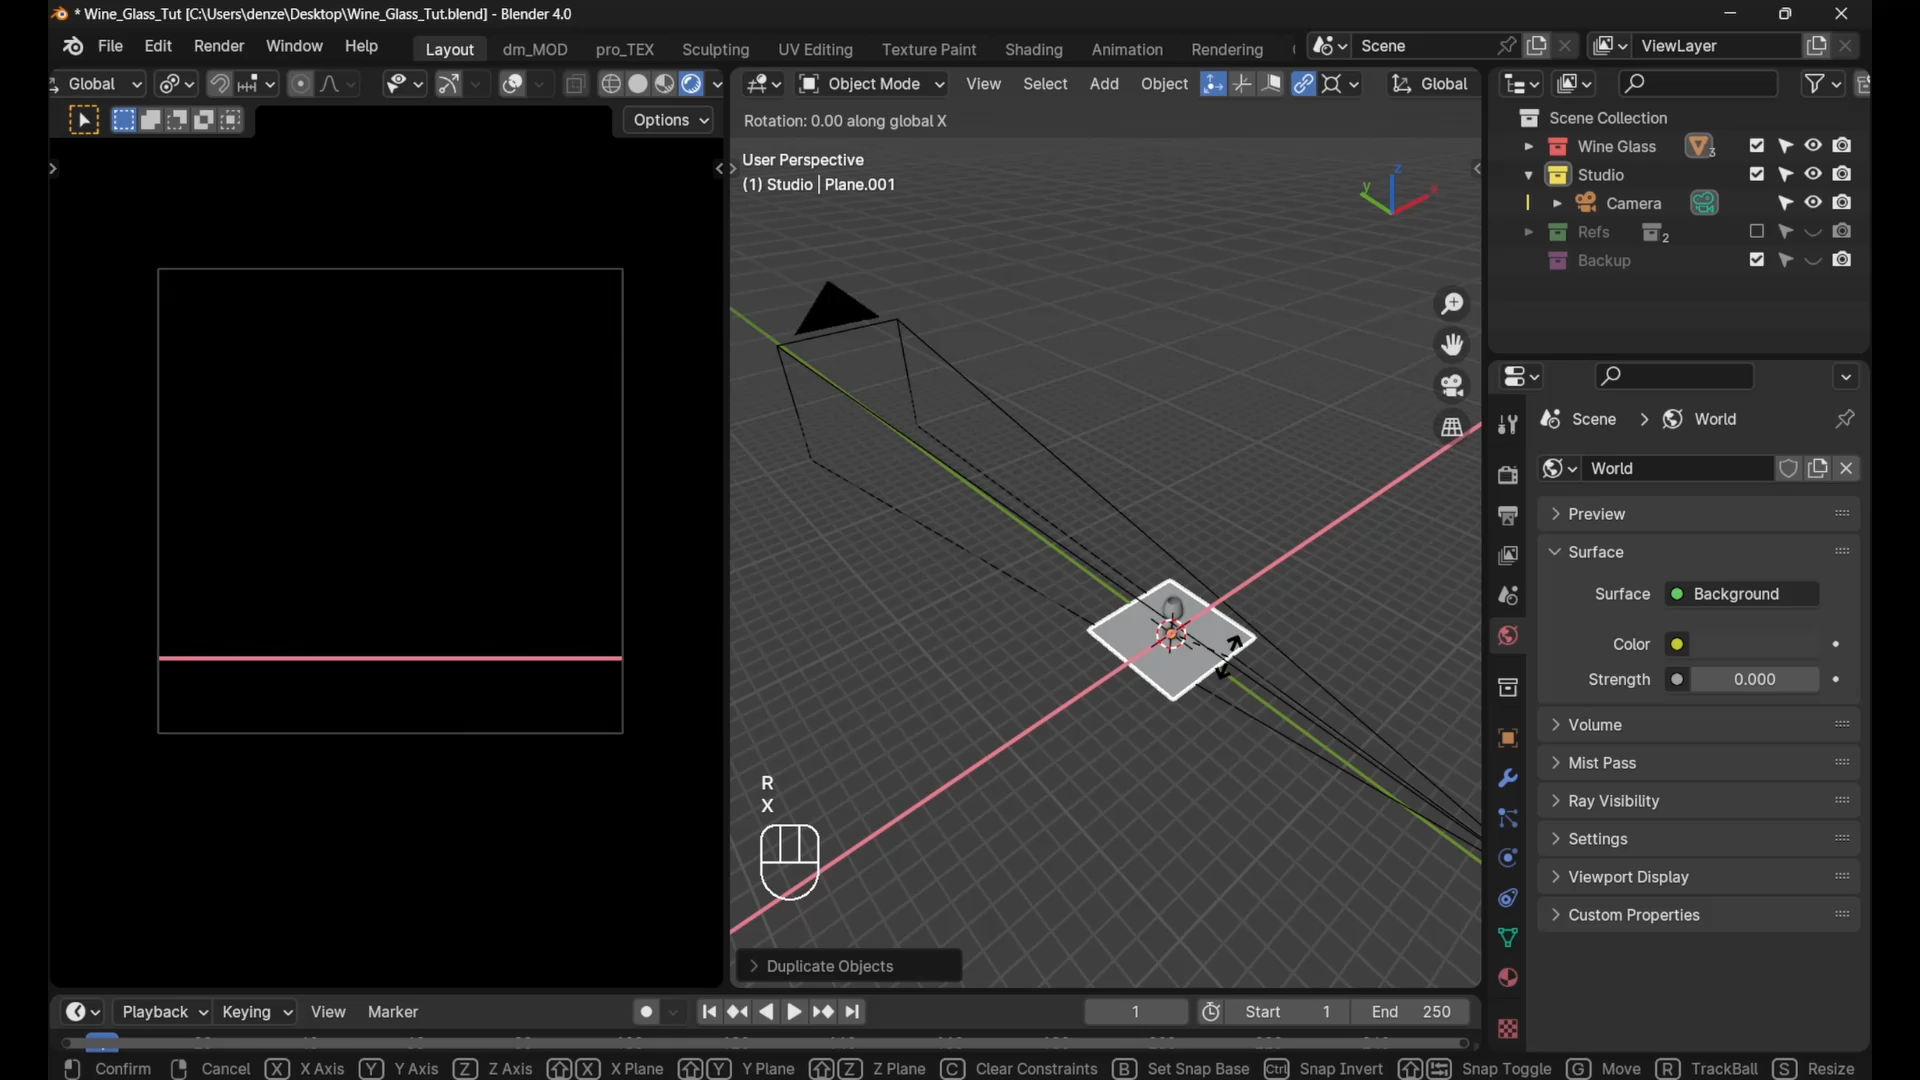 * Wine_Glass_Tut [C:\Users\denze\Desktop\Wine_Glass_Tut.blend] - Blender 4.0
File Edit Render Window Help Layout dm_MOD pro_TEX Sculpting UV Editing Texture Paint Shading Animation Rendering Scene ViewLayer
Global Object Mode View Select Add Object Global
Options
Rotation: 0.00 along global X
User Perspective
(1) Studio | Plane.001
Z
Y
X
Scene Collection
Wine Glass 3
Studio
Camera
Refs 2
Backup
Scene > World
World
Preview
Surface
Surface Background
Color
Strength 0.000
Volume
Mist Pass
Ray Visibility
Settings
Viewport Display
Custom Properties
R
X
Duplicate Objects
Playback Keying View Marker 1 Start 1 End 250
Confirm Cancel X X Axis Y Y Axis Z Z Axis X X Plane Y Y Plane Z Z Plane C Clear Constraints B Set Snap Base Ctrl Snap Invert Snap Toggle G Move R TrackBall S Resize